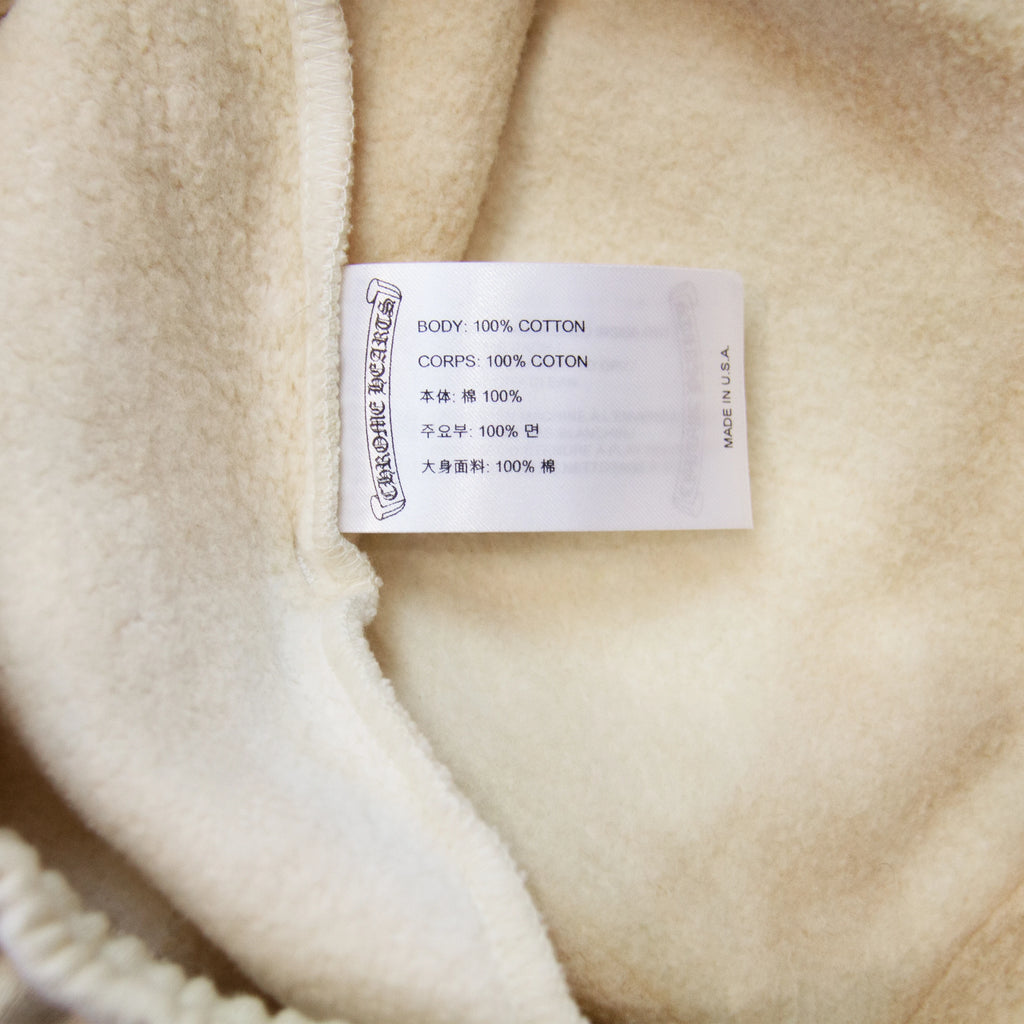 CHROME HEARTS
BODY: 100% COTTON
CORPS: 100% COTON
本体: 棉 100%
주요부: 100% 면
大身面料: 100% 棉
MADE IN U.S.A.